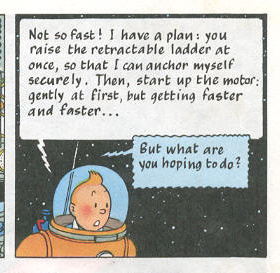 Not so fast! I have a plan: you
raise the retractable ladder at
once, so that I can anchor myself
securely. Then, start up the motor:
gently at first, but getting faster
and faster...
But what are
you hoping to do?